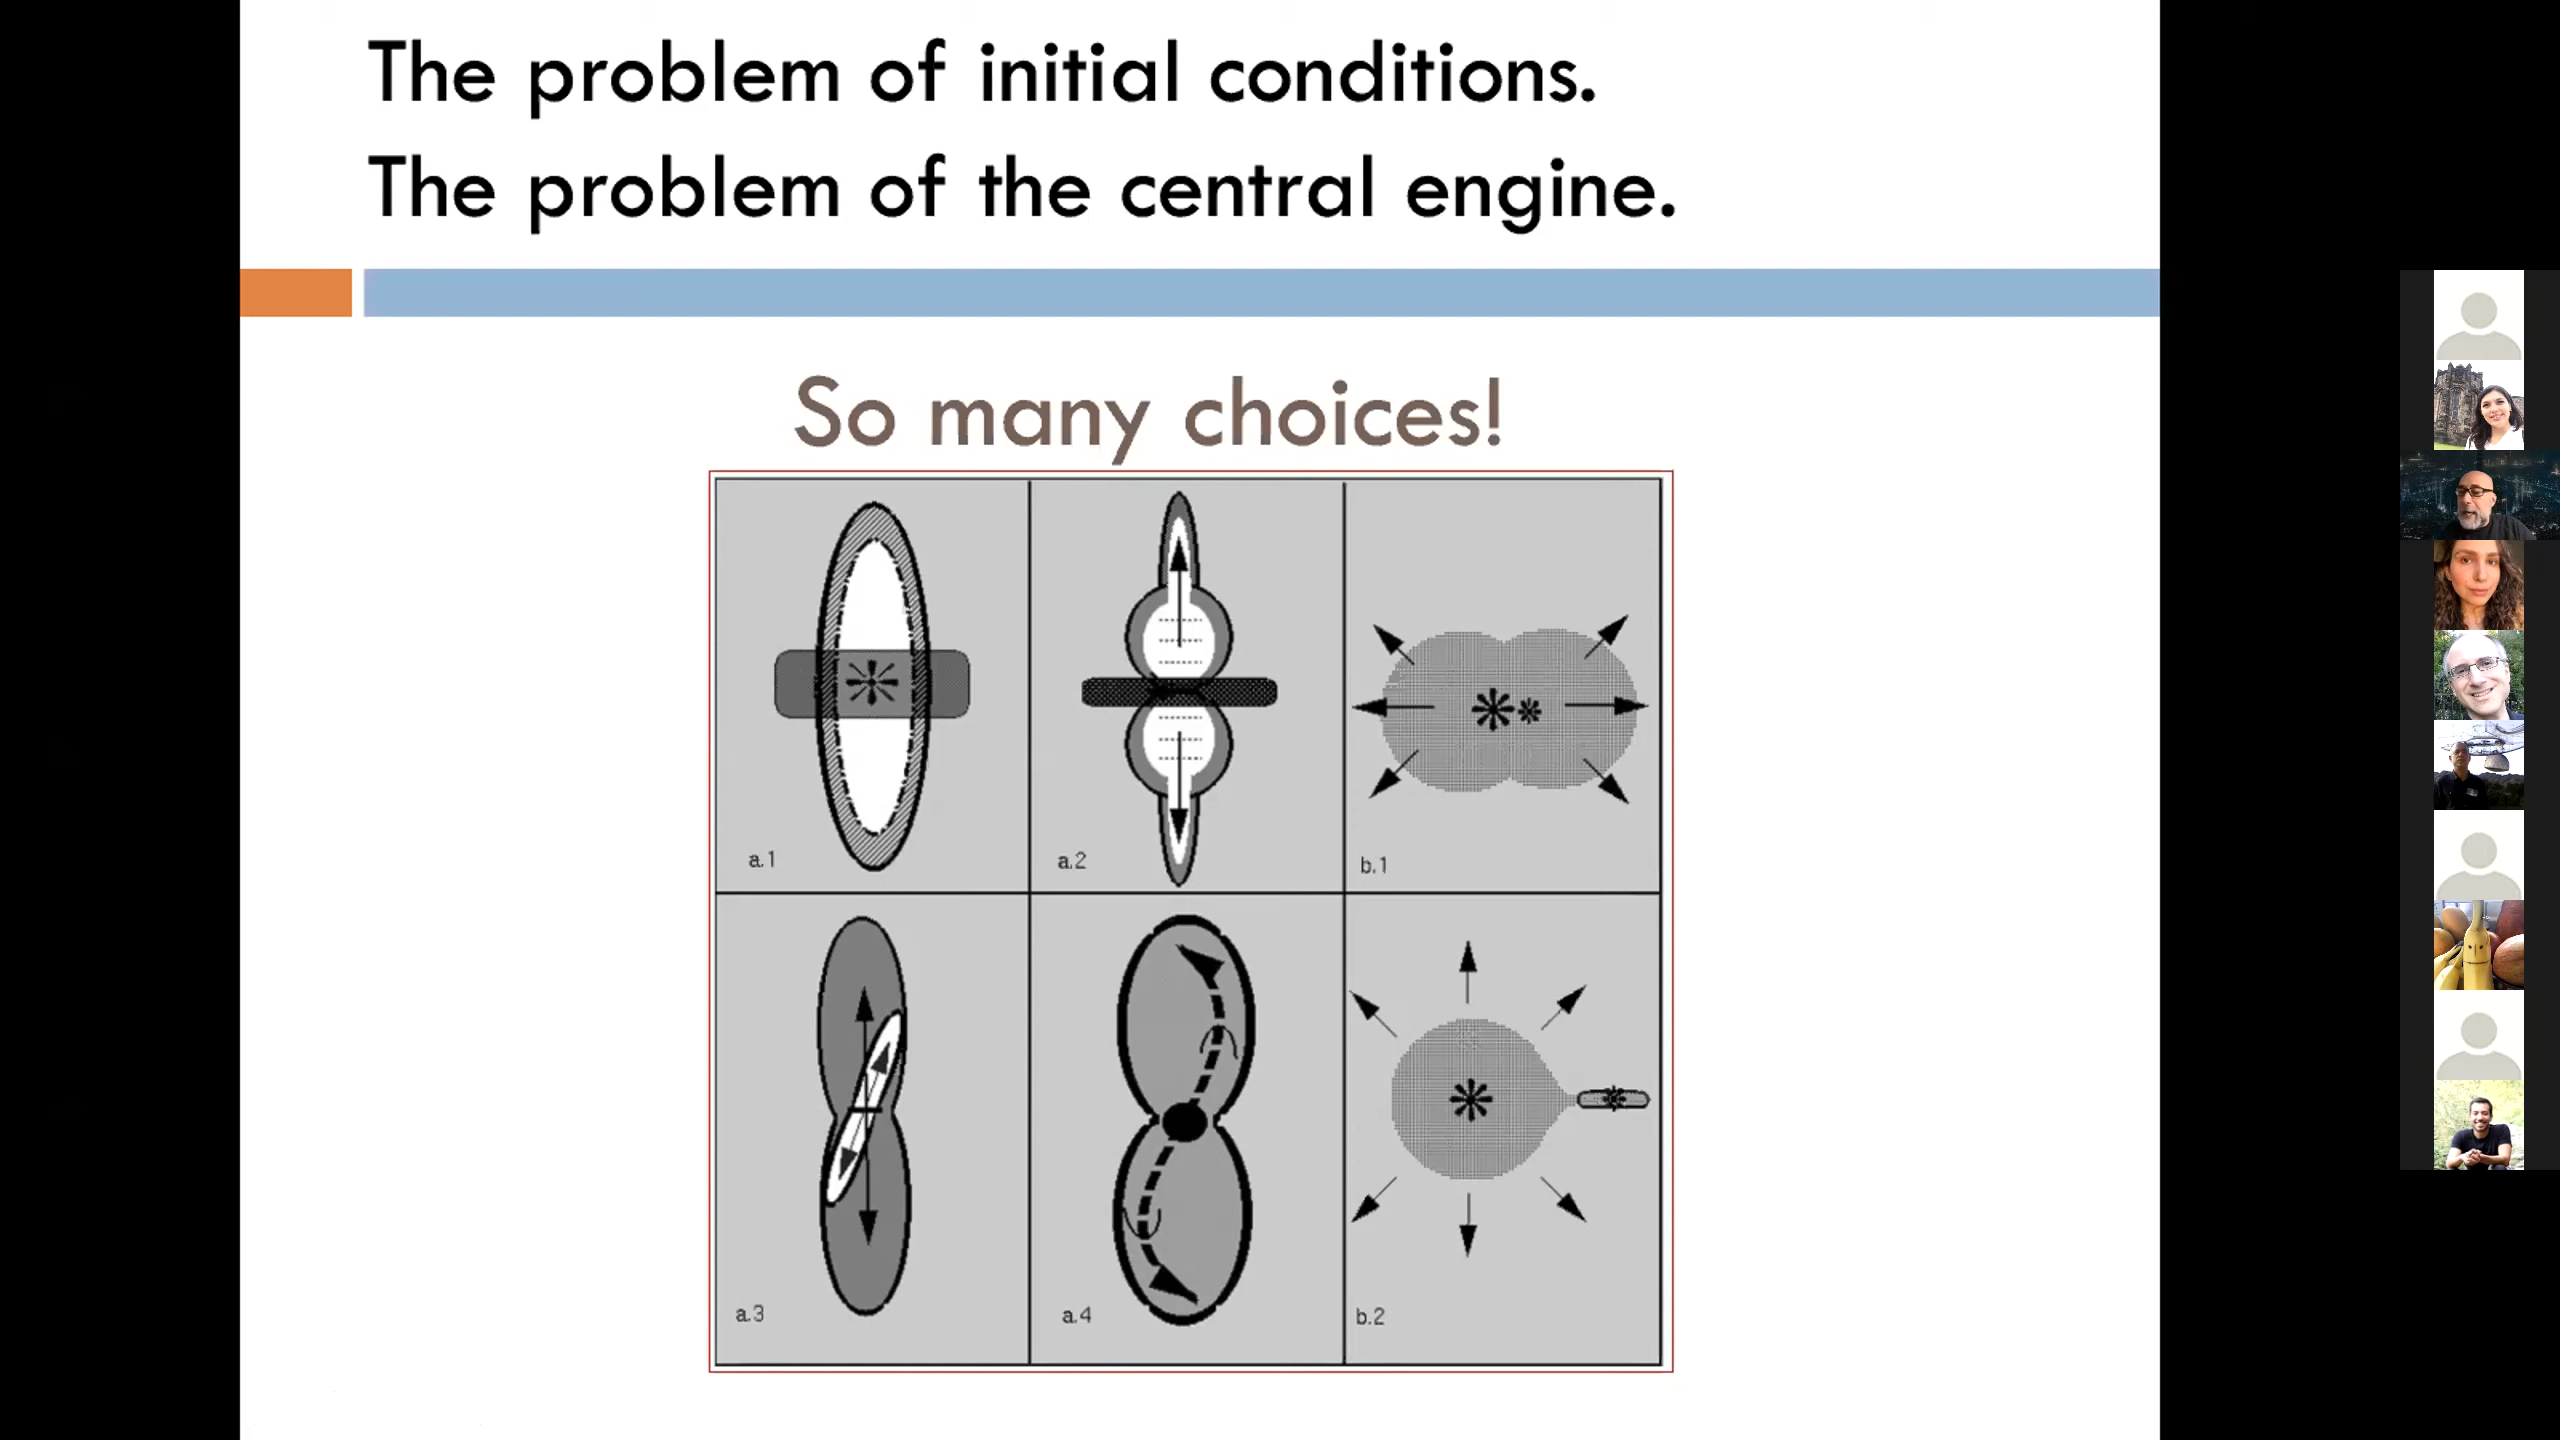 The problem of initial conditions.
The problem of the central engine.
So many choices!
a.1
a.2
b.1
a.3
a.4
b.2